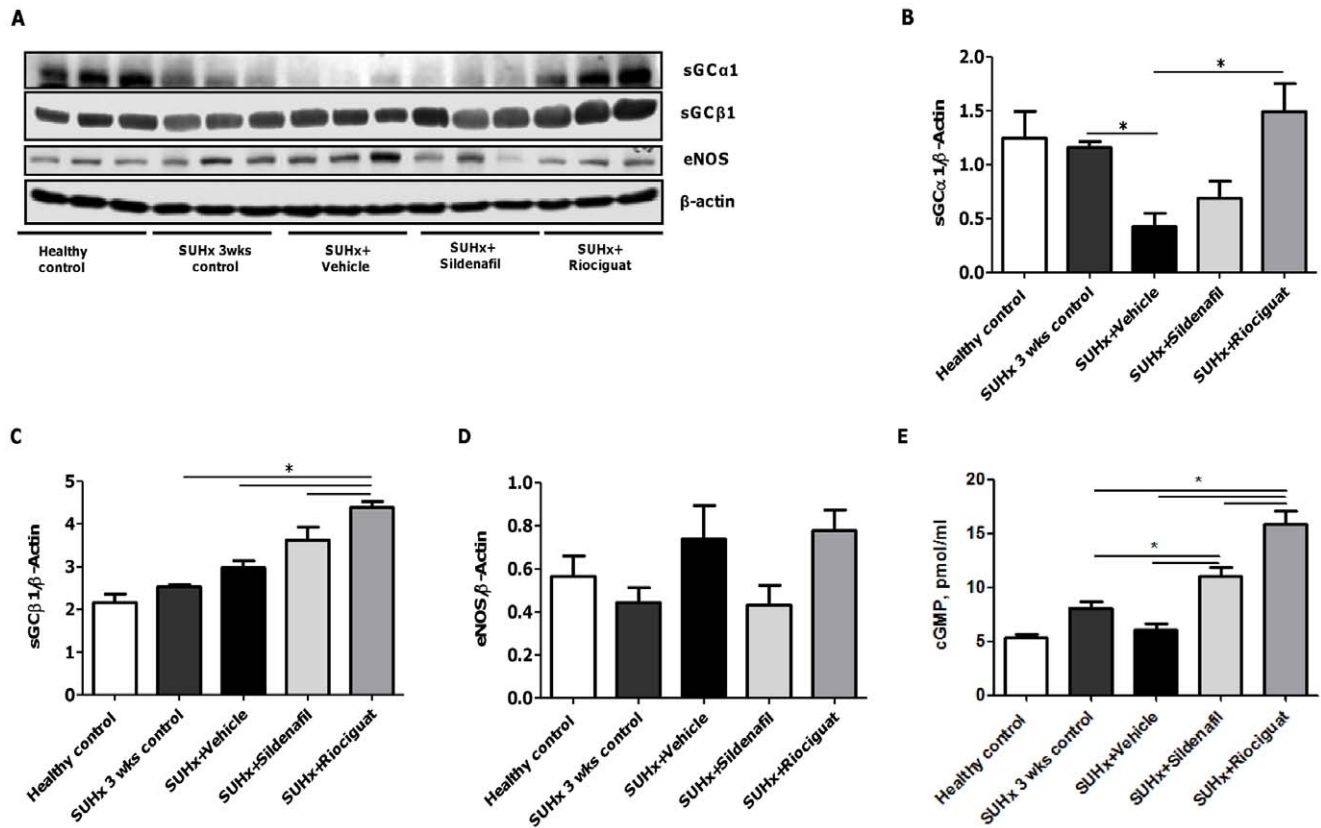 A
sGCα1
sGCβ1
eNOS
β-actin
Healthy
control
SUHx 3wks
control
SUHx+
Vehicle
SUHx+
Sildenafil
SUHx+
Riociguat
B
sGCα 1/β-Actin
2.0
1.5
1.0
0.5
0.0
*
*
Healthy control
SUHx 3 wks control
SUHx+Vehicle
SUHx+Sildenafil
SUHx+Riociguat
C
sGCβ 1/β-Actin
5
4
3
2
1
0
*
Healthy control
SUHx 3 wks control
SUHx+Vehicle
SUHx+Sildenafil
SUHx+Riociguat
D
eNOS/β-Actin
1.0
0.8
0.6
0.4
0.2
0.0
Healthy control
SUHx 3 wks control
SUHx+Vehicle
SUHx+Sildenafil
SUHx+Riociguat
E
cGMP, pmol/ml
20
15
10
5
0
*
*
Healthy control
SUHx 3 wks control
SUHx+Vehicle
SUHx+Sildenafil
SUHx+Riociguat